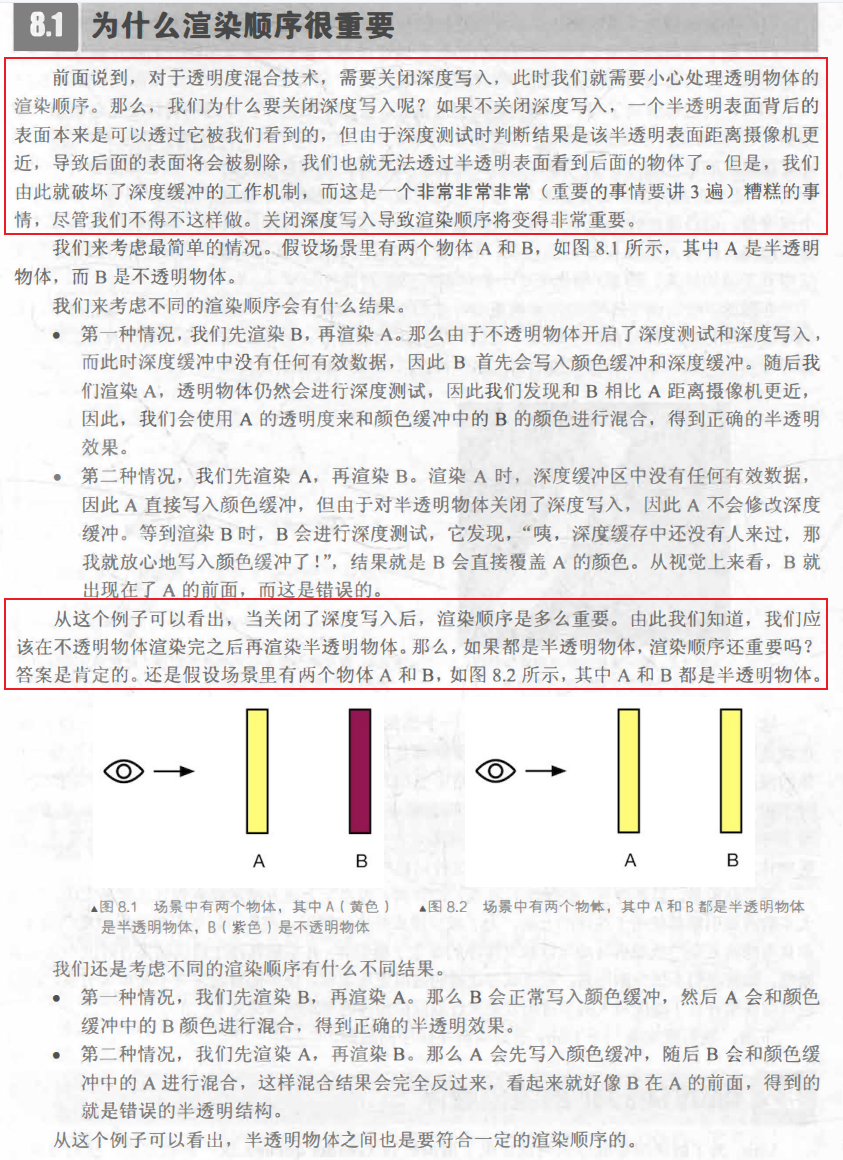 8.1 为什么渲染顺序很重要
前面说到，对于透明度混合技术，需要关闭深度写入，此时我们就需要小心处理透明物体的
渲染顺序。那么，我们为什么要关闭深度写入呢？如果不关闭深度写入，一个半透明表面背后的
表面本来是可以透过它被我们看到的，但由于深度测试时判断结果是该半透明表面距离摄像机更
近，导致后面的表面将会被剔除，我们也就无法透过半透明表面看到后面的物体了。但是，我们
由此就破坏了深度缓冲的工作机制，而这是一个非常非常非常（重要的事情要讲 3 遍）糟糕的事
情，尽管我们不得不这样做。关闭深度写入导致渲染顺序将变得非常重要。
我们来考虑最简单的情况。假设场景里有两个物体 A 和 B，如图 8.1 所示，其中 A 是半透明
物体，而 B 是不透明物体。
我们来考虑不同的渲染顺序会有什么结果。
• 第一种情况，我们先渲染 B，再渲染 A。那么由于不透明物体开启了深度测试和深度写入，
而此时深度缓冲中没有任何有效数据，因此 B 首先会写入颜色缓冲和深度缓冲。随后我
们渲染 A，透明物体仍然会进行深度测试，因此我们发现和 B 相比 A 距离摄像机更近，
因此，我们会使用 A 的透明度来和颜色缓冲中的 B 的颜色进行混合，得到正确的半透明
效果。
• 第二种情况，我们先渲染 A，再渲染 B。渲染 A 时，深度缓冲区中没有任何有效数据，
因此 A 直接写入颜色缓冲，但由于对半透明物体关闭了深度写入，因此 A 不会修改深度
缓冲。等到渲染 B 时，B 会进行深度测试，它发现，“咦，深度缓存中还没有人来过，那
我就放心地写入颜色缓冲了！”，结果就是 B 会直接覆盖 A 的颜色。从视觉上来看，B 就
出现在了 A 的前面，而这是错误的。
从这个例子可以看出，当关闭了深度写入后，渲染顺序是多么重要。由此我们知道，我们应
该在不透明物体渲染完之后再渲染半透明物体。那么，如果都是半透明物体，渲染顺序还重要吗？
答案是肯定的。还是假设场景里有两个物体 A 和 B，如图 8.2 所示，其中 A 和 B 都是半透明物体。
A B A B
▲图 8.1 场景中有两个物体，其中 A（黄色） ▲图 8.2 场景中有两个物体，其中 A 和 B 都是半透明物体
是半透明物体，B（紫色）是不透明物体
我们还是考虑不同的渲染顺序有什么不同结果。
• 第一种情况，我们先渲染 B，再渲染 A。那么 B 会正常写入颜色缓冲，然后 A 会和颜色
缓冲中的 B 颜色进行混合，得到正确的半透明效果。
• 第二种情况，我们先渲染 A，再渲染 B。那么 A 会先写入颜色缓冲，随后 B 会和颜色缓
冲中的 A 进行混合，这样混合结果会完全反过来，看起来就好像 B 在 A 的前面，得到的
就是错误的半透明结构。
从这个例子可以看出，半透明物体之间也是要符合一定的渲染顺序的。